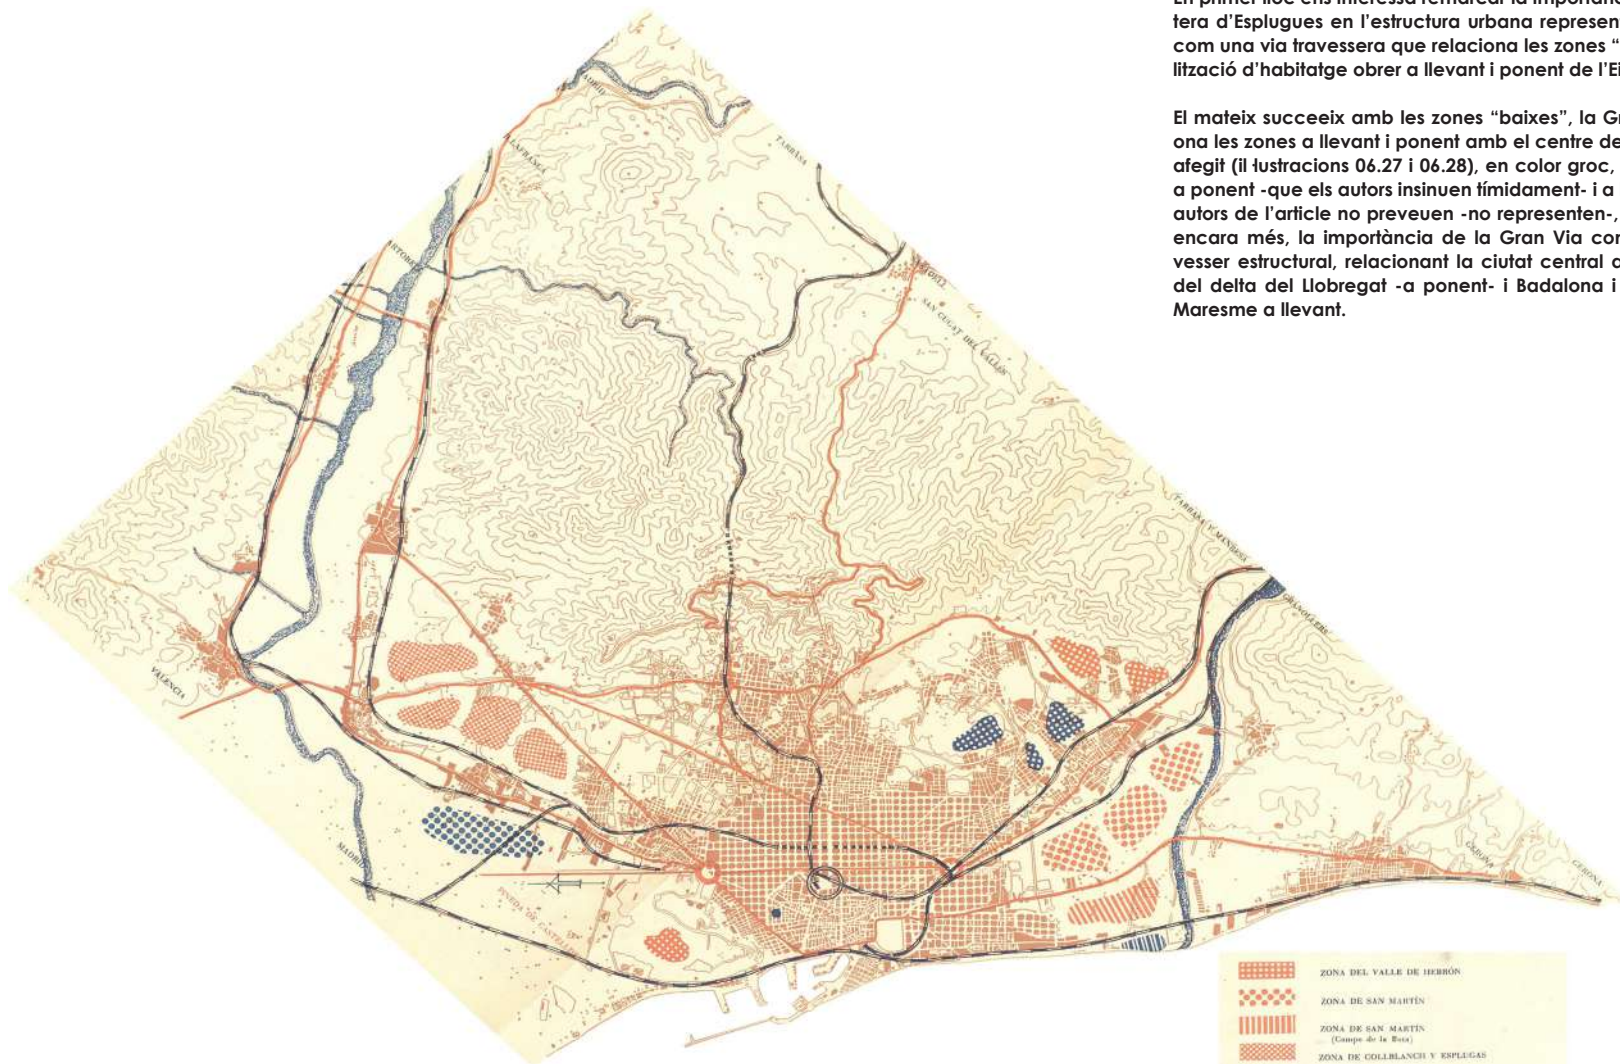 tera d’Esplugues en l’estructura urbana represen
com una via travessera que relaciona les zones “
lització d’habitatge obrer a llevant i ponent de l’Ei
El mateix succeeix amb les zones “baixes”, la Gr
ona les zones a llevant i ponent amb el centre de
afegit (il·lustracions 06.27 i 06.28), en color groc,
a ponent -que els autors insinuen tímidament- i a
autors de l’article no preveuen -no representen-,
encara més, la importància de la Gran Via con
vesser estructural, relacionant la ciutat central a
del delta del Llobregat -a ponent- i Badalona i
Maresme a llevant.
MADRID
TARRASA
SAN CUGAT DEL VALLÉS
TARRASA Y MANRESA
GRANOLLERS
VALENCIA
MADRID
GERONA
GERONA
ZONA DEL VALLE DE HEBRÓN
ZONA DE SAN MARTÍN
ZONA DE SAN MARTÍN
(Campo de la Bota)
ZONA DE COLLBLANCH Y ESPLUGAS